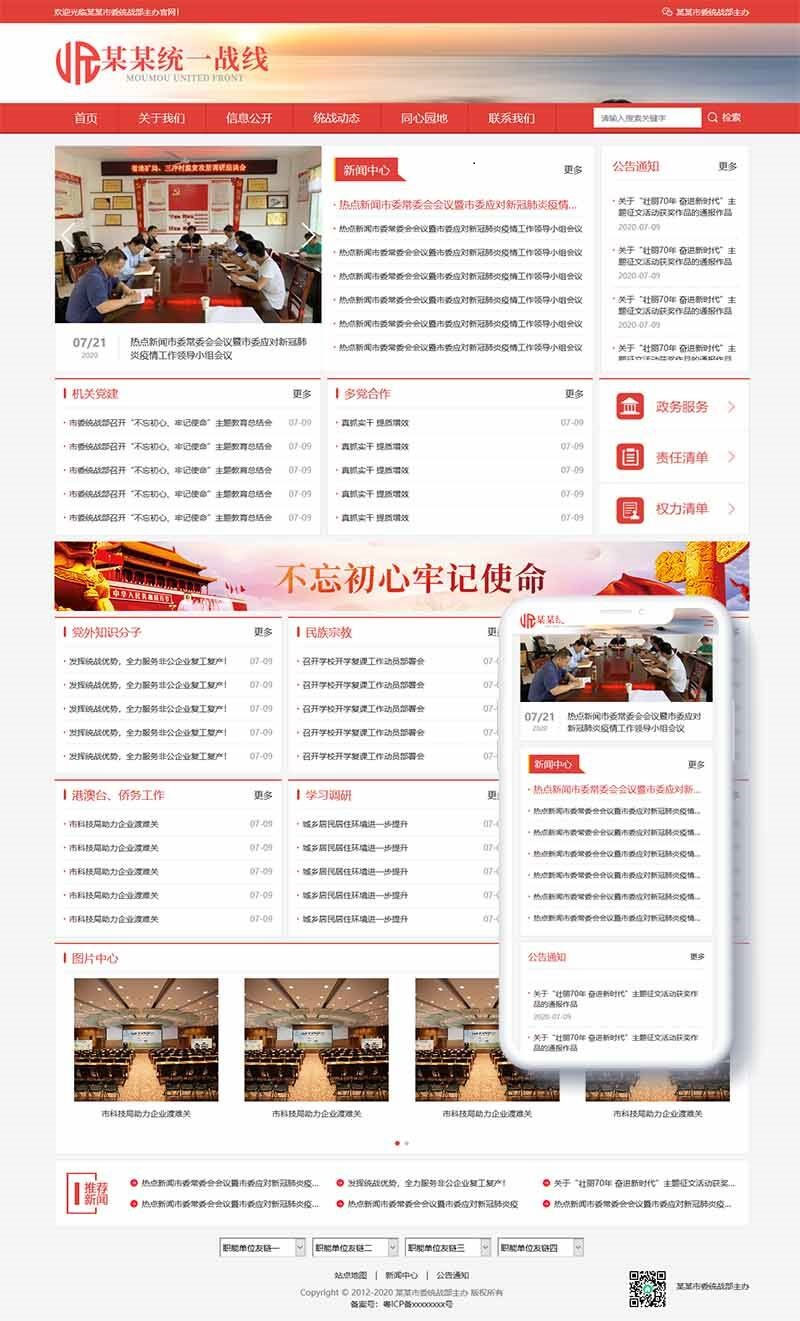 欢迎光临某某市委统战部主办官网！
某某市委统战部主办
某某统一战线
MOUMOU UNITED FRONT
首页
关于我们
信息公开
统战动态
同心园地
联系我们
请输入搜索关键字
检索
07/21
2020
热点新闻市委常委会会议暨市委应对新冠肺
炎疫情工作领导小组会议
新闻中心
更多
热点新闻市委常委会会议暨市委应对新冠肺炎疫情...
热点新闻市委常委会会议暨市委应对新冠肺炎疫情工作领导小组会议
热点新闻市委常委会会议暨市委应对新冠肺炎疫情工作领导小组会议
热点新闻市委常委会会议暨市委应对新冠肺炎疫情工作领导小组会议
热点新闻市委常委会会议暨市委应对新冠肺炎疫情工作领导小组会议
热点新闻市委常委会会议暨市委应对新冠肺炎疫情工作领导小组会议
热点新闻市委常委会会议暨市委应对新冠肺炎疫情工作领导小组会议
公告通知
更多
关于“壮丽70年 奋进新时代”主
题征文活动获奖作品的通报作品
2020-07-09
关于“壮丽70年 奋进新时代”主
题征文活动获奖作品的通报作品
2020-07-09
关于“壮丽70年 奋进新时代”主
题征文活动获奖作品的通报作品
2020-07-09
关于“壮丽70年 奋进新时代”主
题征文活动获奖作品的通报作品
机关党建
更多
市委统战部召开“不忘初心、牢记使命”主题教育总结会 07-09
市委统战部召开“不忘初心、牢记使命”主题教育总结会 07-09
市委统战部召开“不忘初心、牢记使命”主题教育总结会 07-09
市委统战部召开“不忘初心、牢记使命”主题教育总结会 07-09
市委统战部召开“不忘初心、牢记使命”主题教育总结会 07-09
多党合作
更多
真抓实干 提质增效 07-09
真抓实干 提质增效 07-09
真抓实干 提质增效 07-09
真抓实干 提质增效 07-09
真抓实干 提质增效 07-09
政务服务
责任清单
权力清单
不忘初心牢记使命
党外知识分子
更多
发挥统战优势，全力服务非公企业复工复产！ 07-09
发挥统战优势，全力服务非公企业复工复产！ 07-09
发挥统战优势，全力服务非公企业复工复产！ 07-09
发挥统战优势，全力服务非公企业复工复产！ 07-09
发挥统战优势，全力服务非公企业复工复产！ 07-09
民族宗教
召开学校开学复课工作动员部署会 07-
召开学校开学复课工作动员部署会 07-
召开学校开学复课工作动员部署会 07-
召开学校开学复课工作动员部署会 07-
召开学校开学复课工作动员部署会 07-
港澳台、侨务工作
更多
市科技局助力企业渡难关 07-09
市科技局助力企业渡难关 07-09
市科技局助力企业渡难关 07-09
市科技局助力企业渡难关 07-09
市科技局助力企业渡难关 07-09
学习调研
城乡居民居住环境进一步提升 07-
城乡居民居住环境进一步提升 07-
城乡居民居住环境进一步提升 07-
城乡居民居住环境进一步提升 07-
城乡居民居住环境进一步提升 07-
某某
07/21
2020
热点新闻市委常委会会议暨市委应对
新冠肺炎疫情工作领导小组会议
新闻中心
更多
热点新闻市委常委会会议暨市委应对新...
热点新闻市委常委会会议暨市委应对新冠肺炎疫情...
热点新闻市委常委会会议暨市委应对新冠肺炎疫情...
热点新闻市委常委会会议暨市委应对新冠肺炎疫情...
热点新闻市委常委会会议暨市委应对新冠肺炎疫情...
热点新闻市委常委会会议暨市委应对新冠肺炎疫情...
热点新闻市委常委会会议暨市委应对新冠肺炎疫情...
公告通知
更多
关于“壮丽70年 奋进新时代”主题征文活动获奖作
品的通报作品
2020-07-09
关于“壮丽70年 奋进新时代”主题征文活动获奖作
品的通报作品
图片中心
市科技局助力企业渡难关
市科技局助力企业渡难关
市科技局助力企业渡难关
市科技局助力企业渡难关
推荐
新闻
热点新闻市委常委会会议暨市委应对新冠肺炎疫...
发挥统战优势，全力服务非公企业复工复产！
关于“壮丽70年 奋进新时代”主题征文活动获奖...
热点新闻市委常委会会议暨市委应对新冠肺炎疫...
热点新闻市委常委会会议暨市委应对新冠肺炎疫情
热点新闻市委常委会会议暨市委应对新冠肺炎疫...
职能单位友链一
职能单位友链二
职能单位友链三
职能单位友链四
站点地图 | 新闻中心 | 公告通知
Copyright © 2012-2020 某某市委统战部主办 版权所有
备案号：粤ICP备xxxxxxxx号
某某市委统战部主办